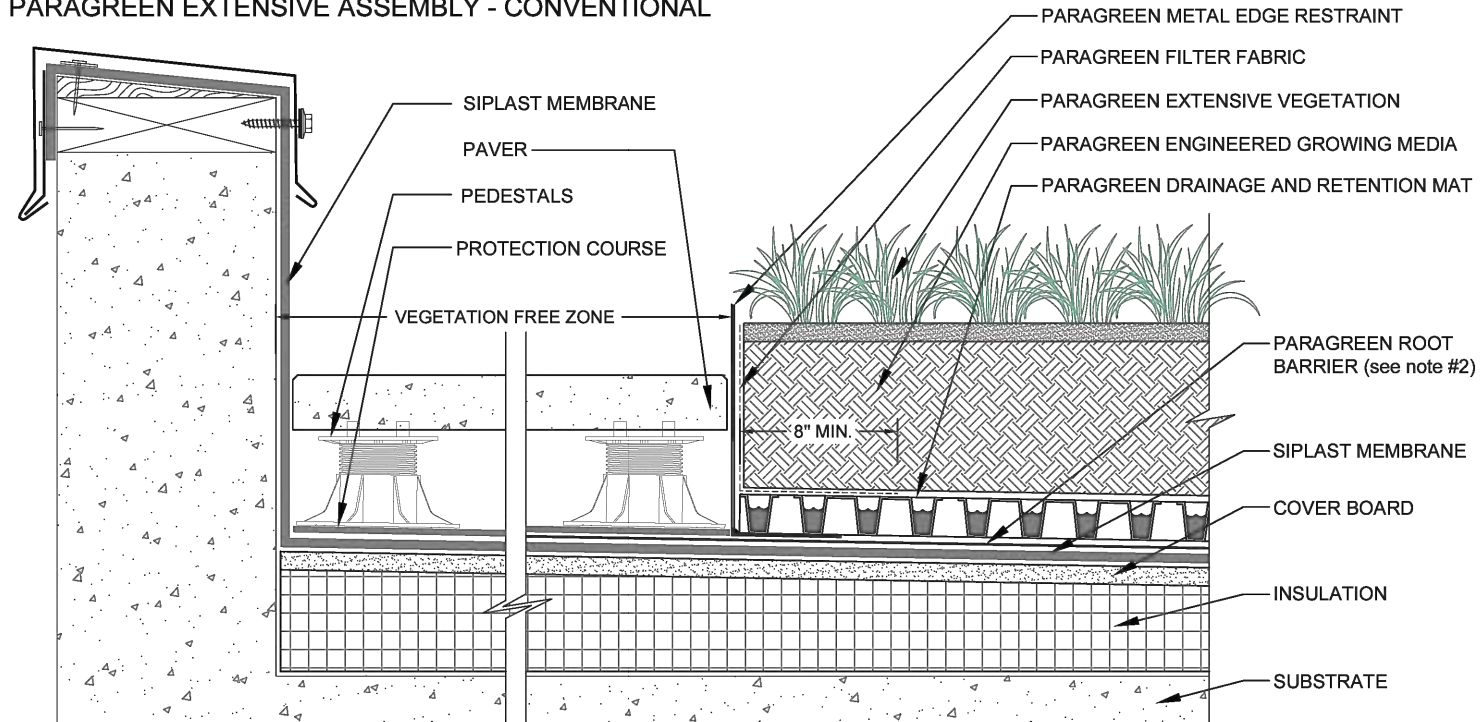 PARAGREEN EXTENSIVE ASSEMBLY - CONVENTIONAL
PARAGREEN METAL EDGE RESTRAINT
PARAGREEN FILTER FABRIC
PARAGREEN EXTENSIVE VEGETATION
PARAGREEN ENGINEERED GROWING MEDIA
PARAGREEN DRAINAGE AND RETENTION MAT
SIPLAST MEMBRANE
PAVER
PEDESTALS
PROTECTION COURSE
VEGETATION FREE ZONE
8" MIN.
PARAGREEN ROOT
BARRIER (see note #2)
SIPLAST MEMBRANE
COVER BOARD
INSULATION
SUBSTRATE